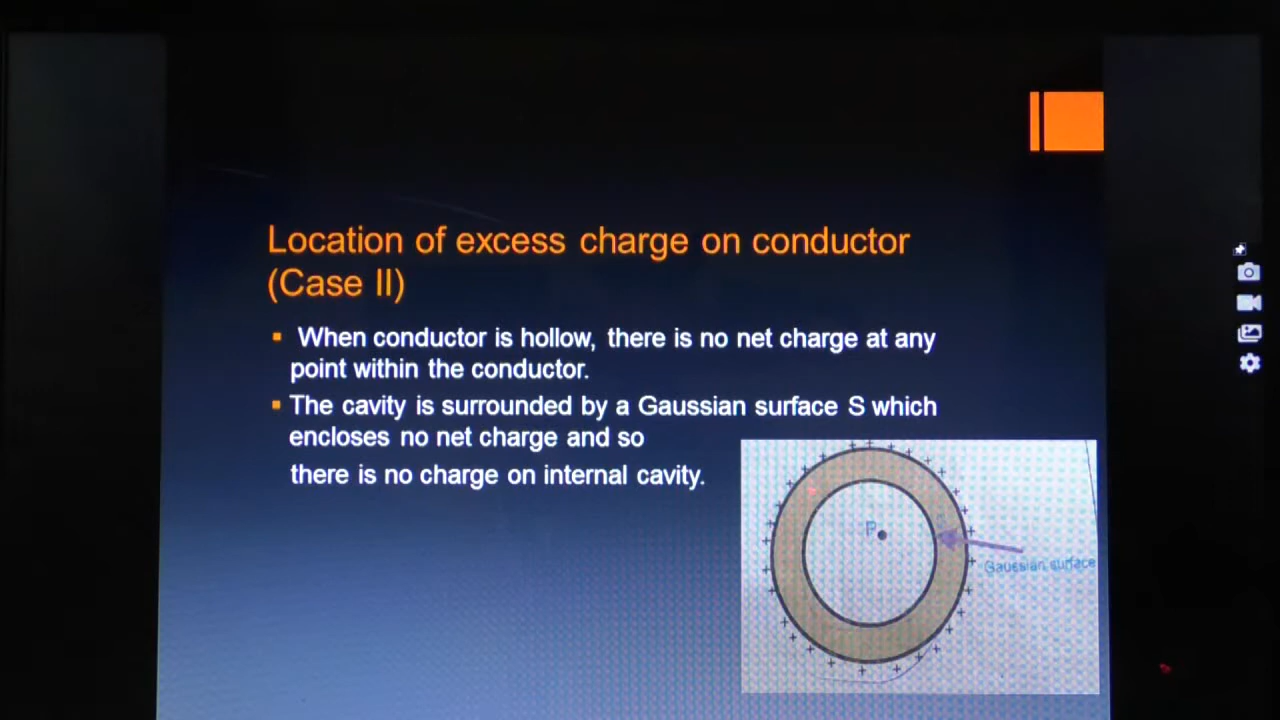 Location of excess charge on conductor
(Case II)
When conductor is hollow, there is no net charge at any
point within the conductor.
The cavity is surrounded by a Gaussian surface S which
encloses no net charge and so
there is no charge on internal cavity.
P
Gaussian surface